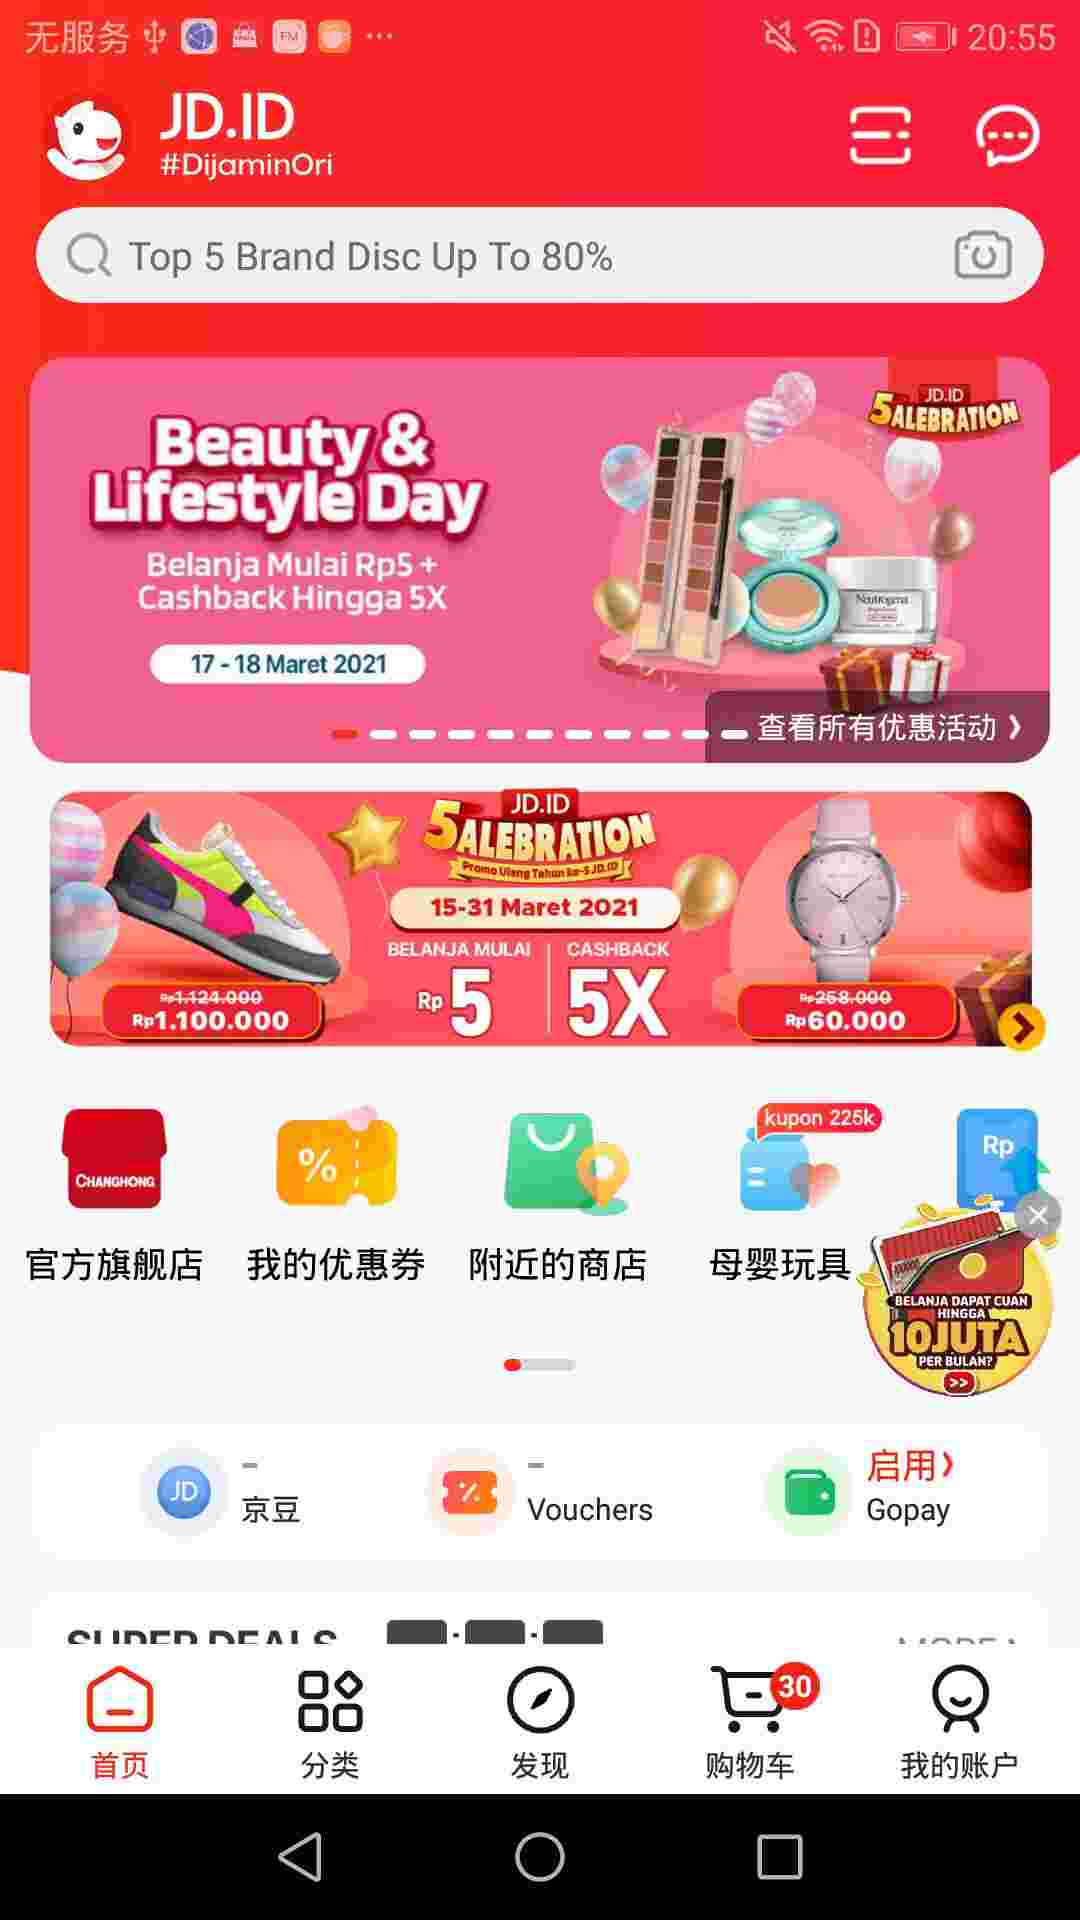 无服务
FM
20:55
JD.ID
#DijaminOri
Top 5 Brand Disc Up To 80%
JD.ID
5ALEBRATION
Beauty &
Lifestyle Day
Belanja Mulai Rp5 +
Cashback Hingga 5X
Neutrogena
17 - 18 Maret 2021
查看所有优惠活动 》
JD.ID
5ALEBRATION
Promo Ulang Tahun ke-5 JD.ID
15-31 Maret 2021
BELANJA MULAI
CASHBACK
Rp 5
5X
Rp1.124.000
Rp1.100.000
Rp258.000
Rp60.000
CHANGHONG
%
kupon 225k
Rp
官方旗舰店
我的优惠券
附近的商店
母婴玩具
BELANJA DAPAT CUAN
HINGGA
10JUTA
PER BULAN?
>>
JD
京豆
Vouchers
启用
Gopay
SUPER DEALS
MORE >
30
首页
分类
发现
购物车
我的账户